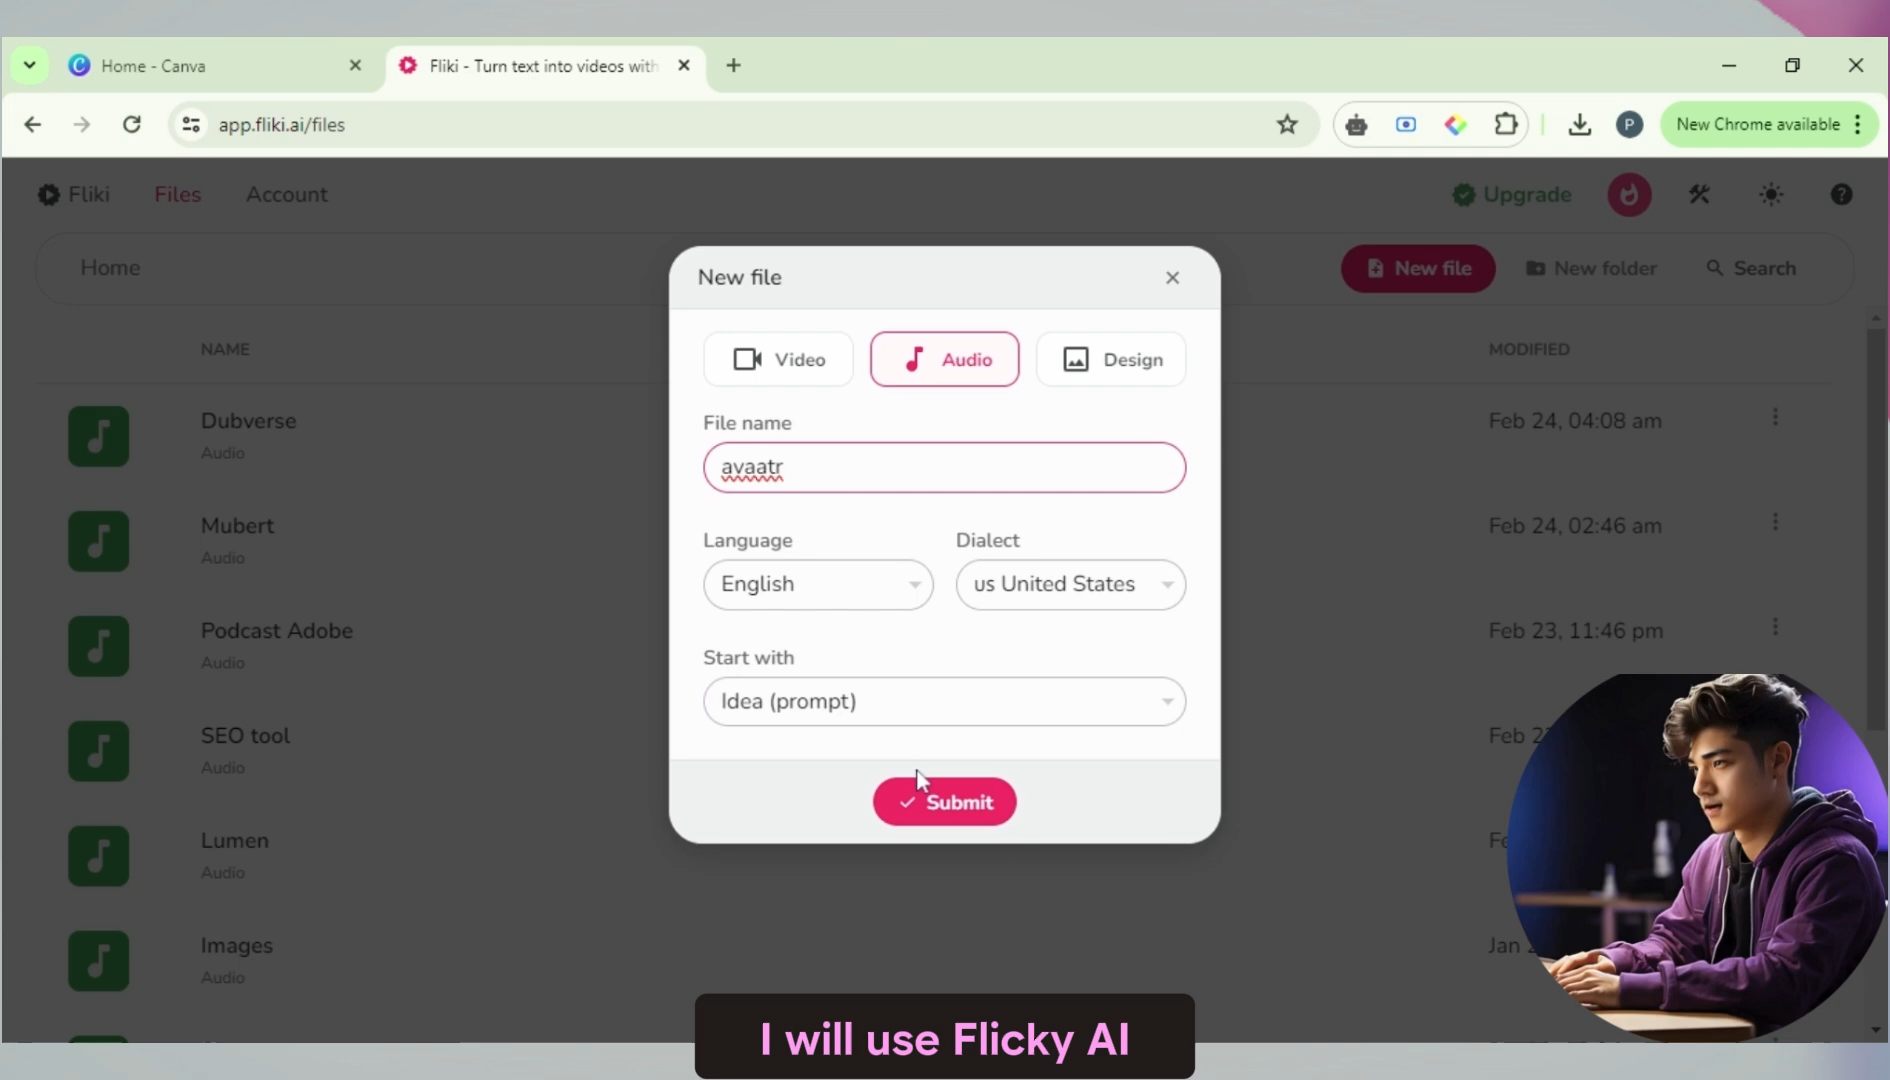 Home - Canva
Fliki - Turn text into videos with
app.fliki.ai/files
P
New Chrome available
Fliki
Files
Account
Upgrade
Home
New file
New folder
Search
NAME
MODIFIED
Dubverse
Audio
Feb 24, 04:08 am
Mubert
Audio
Feb 24, 02:46 am
Podcast Adobe
Audio
Feb 23, 11:46 pm
SEO tool
Audio
Feb
Lumen
Audio
Images
Audio
Jan
New file
Video
Audio
Design
File name
avaatr
Language
Dialect
English
us United States
Start with
Idea (prompt)
Submit
I will use Flicky AI